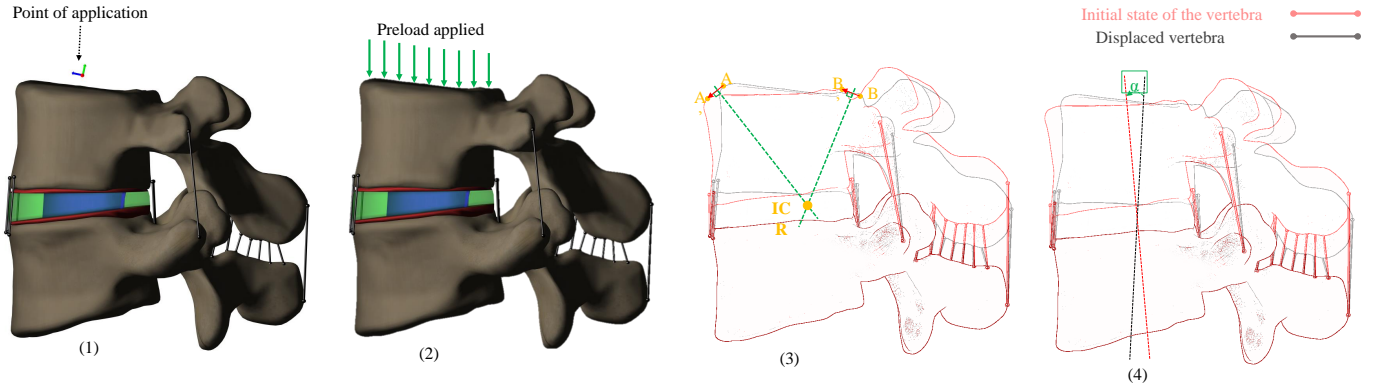 Point of application
Preload applied
Initial state of the vertebra
Displaced vertebra
A
A
,
B
B
IC
R
α
(1)
(2)
(3)
(4)